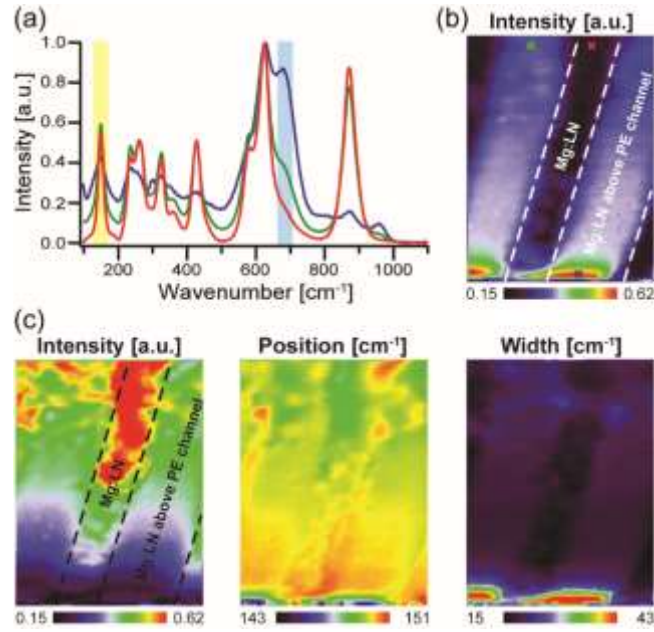 (a)
1.0
0.8
0.6
0.4
0.2
0.0
Intensity [a.u.]
200 400 600 800 1000
Wavenumber [cm⁻¹]
(b)
Intensity [a.u.]
Mg:LN
Mg:LN above PE channel
0.15 0.62
(c)
Intensity [a.u.]
Mg:LN
Mg:LN above PE channel
0.15 0.62
Position [cm⁻¹]
143 151
Width [cm⁻¹]
15 43